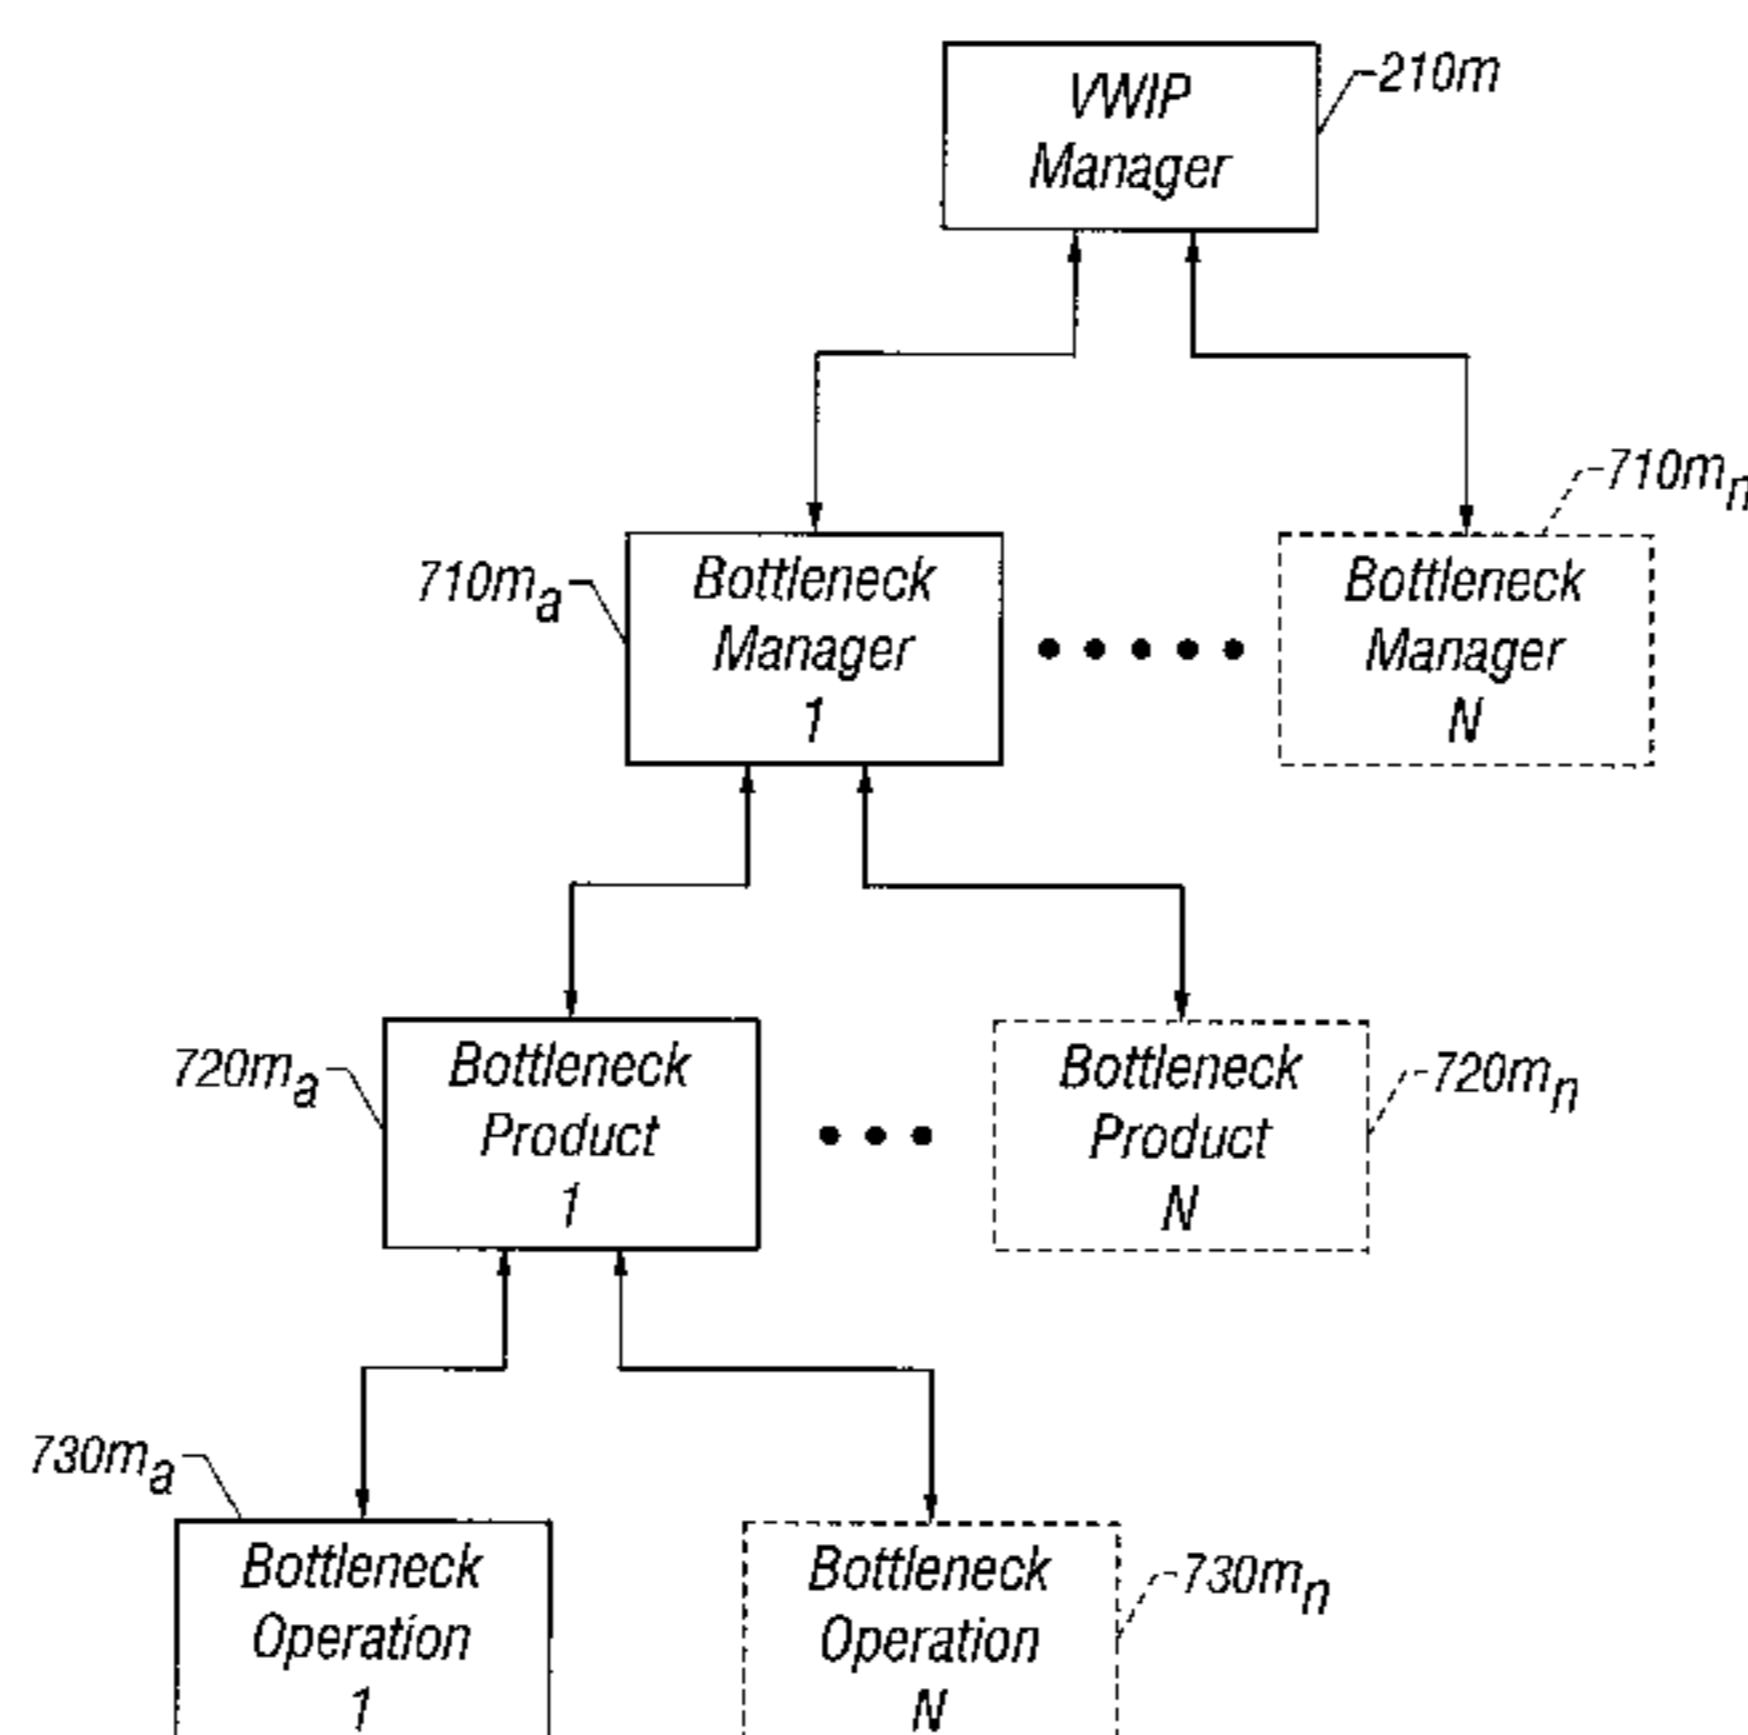 VWIP
Manager
210m
710mn
710ma
Bottleneck
Manager
1
Bottleneck
Manager
N
720ma
Bottleneck
Product
1
Bottleneck
Product
N
720mn
730ma
Bottleneck
Operation
1
Bottleneck
Operation
N
730mn